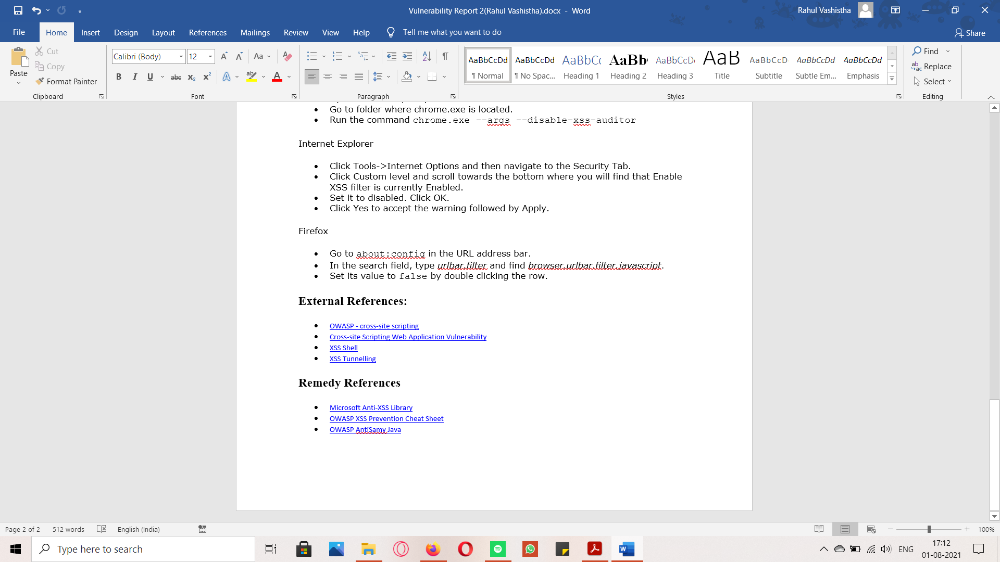 Vulnerability Report 2(Rahul Vashistha).docx - Word
Rahul Vashistha
File Home Insert Design Layout References Mailings Review View Help Tell me what you want to do Share
Paste
Cut
Copy
Format Painter
Clipboard
Calibri (Body) 12
Font
Paragraph
AaBbCcDd AaBbCcDd AaBbCc AaBb AaBbCcD AaB AaBbCcD AaBbCcDd AaBbCcDd
¶ Normal ¶ No Spac... Heading 1 Heading 2 Heading 3 Title Subtitle Subtle Em... Emphasis
Styles
Find
Replace
Select
Editing
• Go to folder where chrome.exe is located.
• Run the command chrome.exe --args --disable-xss-auditor
Internet Explorer
• Click Tools->Internet Options and then navigate to the Security Tab.
• Click Custom level and scroll towards the bottom where you will find that Enable
XSS filter is currently Enabled.
• Set it to disabled. Click OK.
• Click Yes to accept the warning followed by Apply.
Firefox
• Go to about:config in the URL address bar.
• In the search field, type urlbar.filter and find browser.urlbar.filter.javascript.
• Set its value to false by double clicking the row.
External References:
• OWASP - cross-site scripting
• Cross-site Scripting Web Application Vulnerability
• XSS Shell
• XSS Tunnelling
Remedy References
• Microsoft Anti-XSS Library
• OWASP XSS Prevention Cheat Sheet
• OWASP AntiSamy Java
Page 2 of 2 512 words English (India) 100%
Type here to search
ENG
17:12
01-08-2021